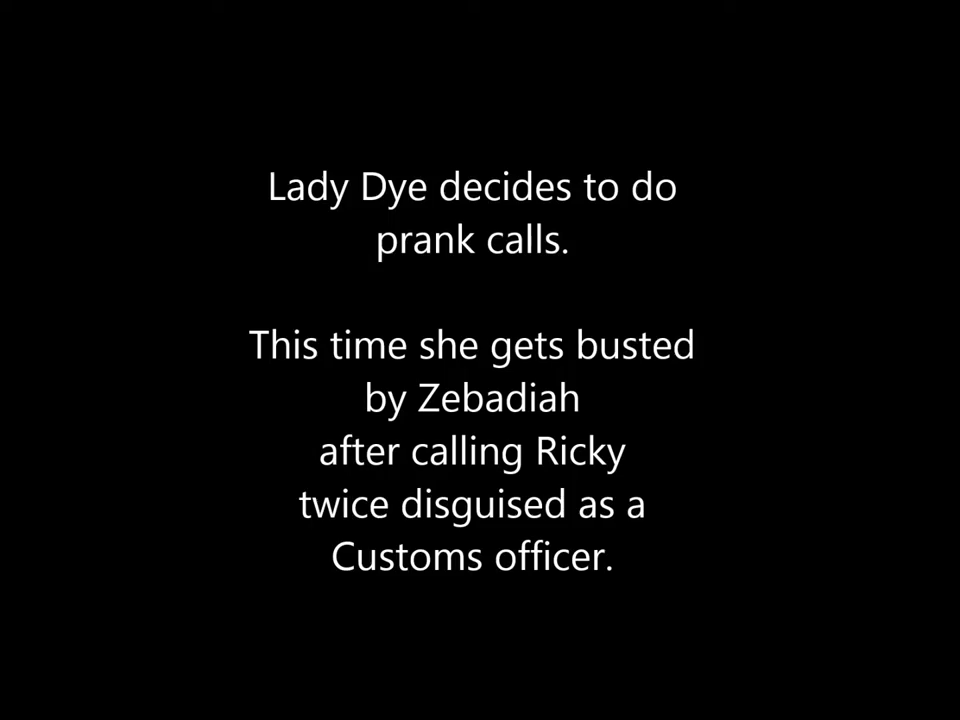 Lady Dye decides to do
prank calls.
This time she gets busted
by Zebadiah
after calling Ricky
twice disguised as a
Customs officer.